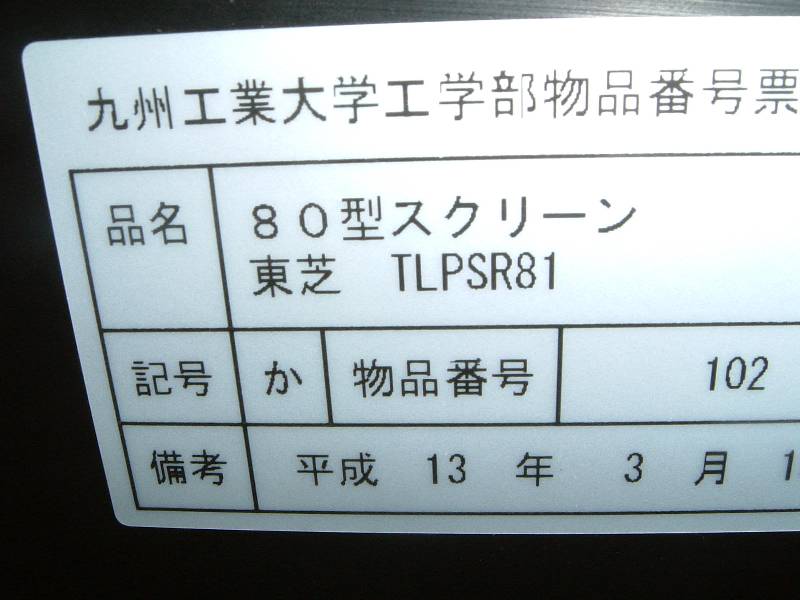 九州工業大学工学部物品番号票
品名 80型スクリーン
東芝 TLPSR81
記号 か 物品番号 102
備考 平成 13 年 3 月 1